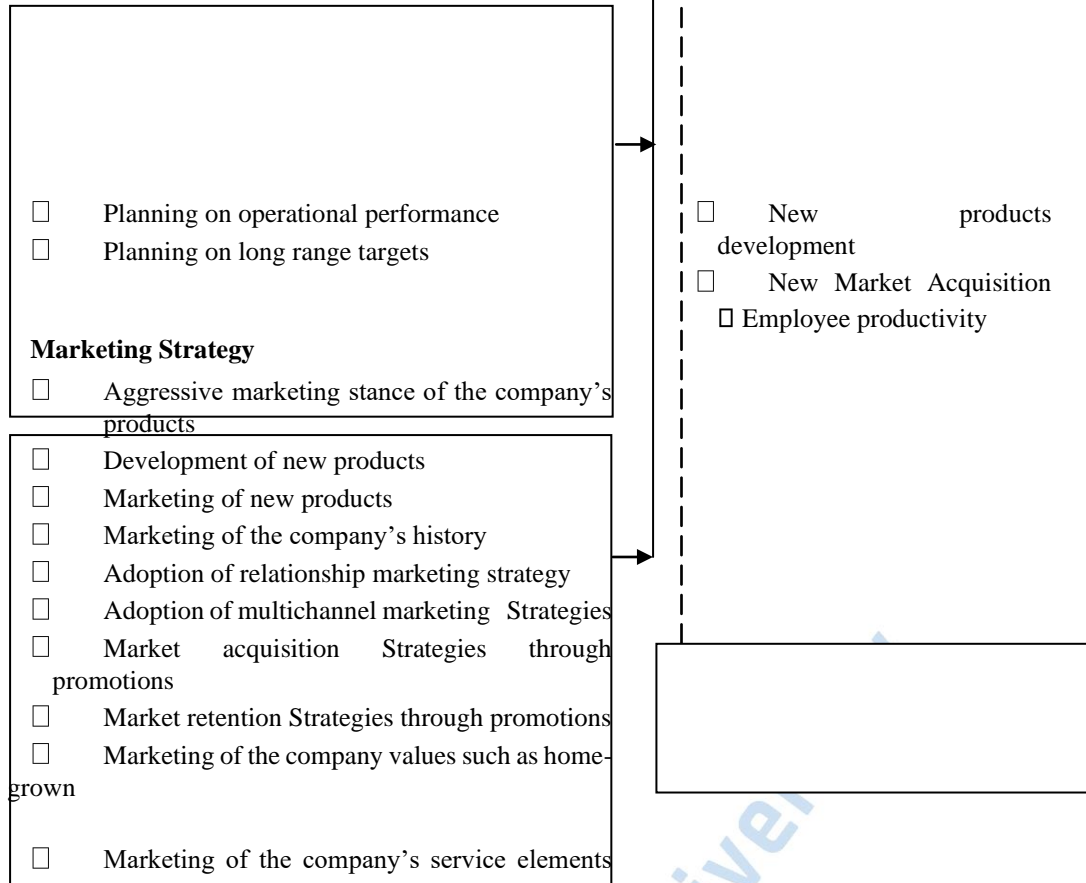 ☐ Planning on operational performance
☐ Planning on long range targets
Marketing Strategy
☐ Aggressive marketing stance of the company’s
products
☐ Development of new products
☐ Marketing of new products
☐ Marketing of the company’s history
☐ Adoption of relationship marketing strategy
☐ Adoption of multichannel marketing Strategies
☐ Market acquisition Strategies through
promotions
☐ Market retention Strategies through promotions
☐ Marketing of the company values such as home-
grown
☐ Marketing of the company’s service elements
☐ New products
development
☐ New Market Acquisition
☐ Employee productivity